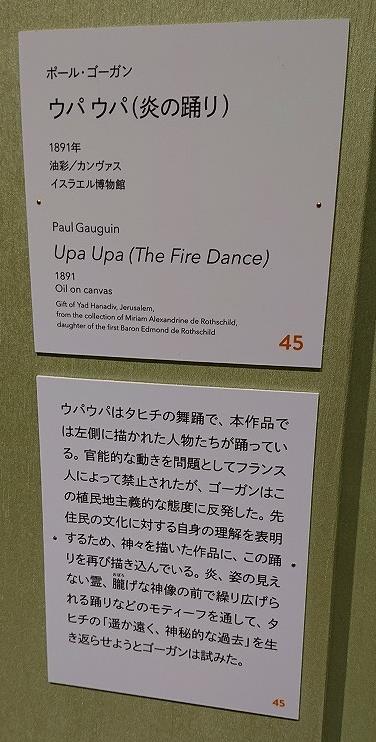 ポール・ゴーガン
ウパ ウパ(炎の踊り)
1891年
油彩/カンヴァス
イスラエル博物館
Paul Gauguin
Upa Upa (The Fire Dance)
1891
Oil on canvas
Gift of Yad Hanadiv, Jerusalem,
from the collection of Miriam Alexandrine de Rothschild,
daughter of the first Baron Edmond de Rothschild
45
ウパウパはタヒチの舞踊で、本作品で
は左側に描かれた人物たちが踊ってい
る。官能的な動きを問題としてフランス
人によって禁止されたが、ゴーガンはこ
の植民地主義的な態度に反発した。先
住民の文化に対する自身の理解を表明
するため、神々を描いた作品に、この踊
りを再び描き込んでいる。炎、姿の見え
ない霊、朧げな神像の前で繰り広げら
れる踊りなどのモティーフを通して、タ
ヒチの「遥か遠く、神秘的な過去」を生
き返らせようとゴーガンは試みた。
45